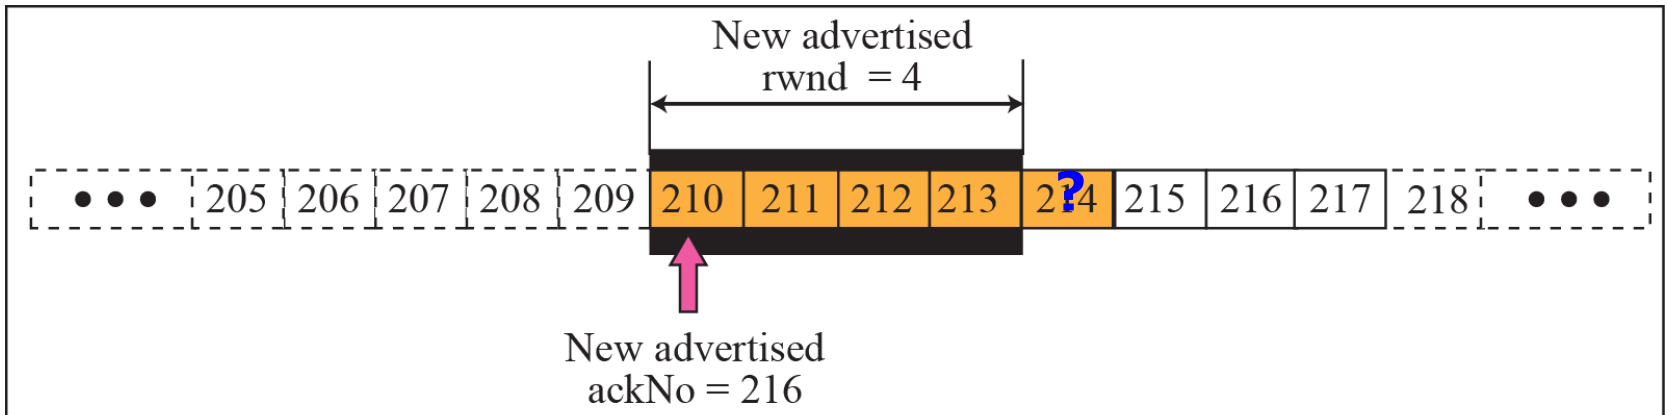 New advertised
rwnd = 4
••• 205 206 207 208 209 210 211 212 213 214 ? 215 216 217 218 •••
New advertised
ackNo = 216